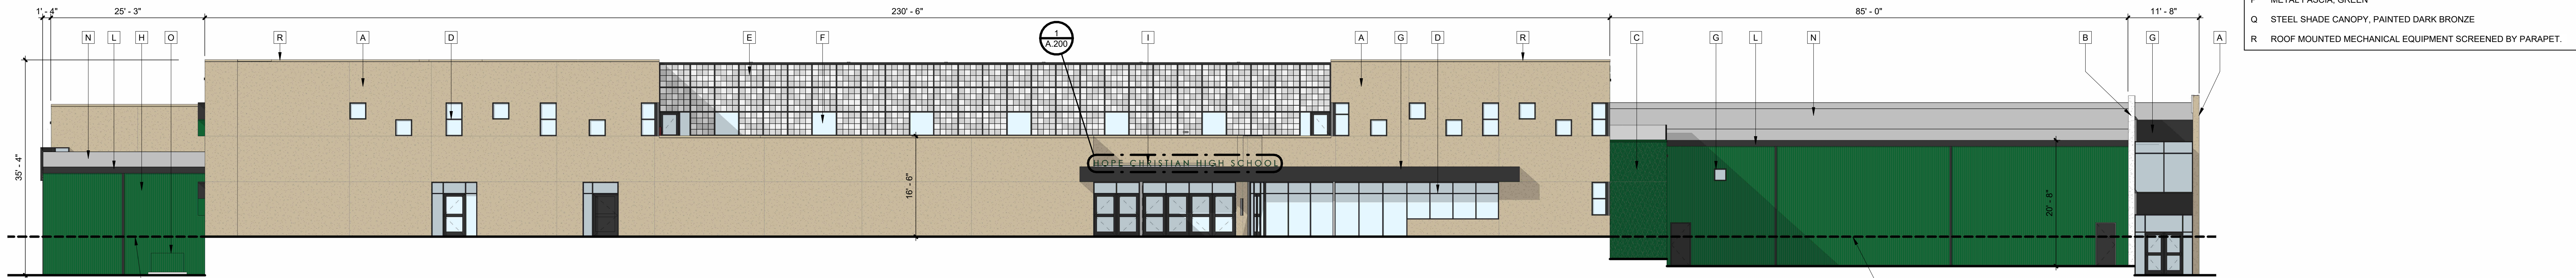 1' - 4"
25' - 3"
230' - 6"
85' - 0"
11' - 8"
Q STEEL SHADE CANOPY, PAINTED DARK BRONZE
R ROOF MOUNTED MECHANICAL EQUIPMENT SCREENED BY PARAPET.
N
L
H
O
R
A
D
E
F
1
A.200
I
A
G
D
R
C
G
L
N
B
G
A
35' - 4"
HOPE CHRISTIAN HIGH SCHOOL
16' - 6"
20' - 8"